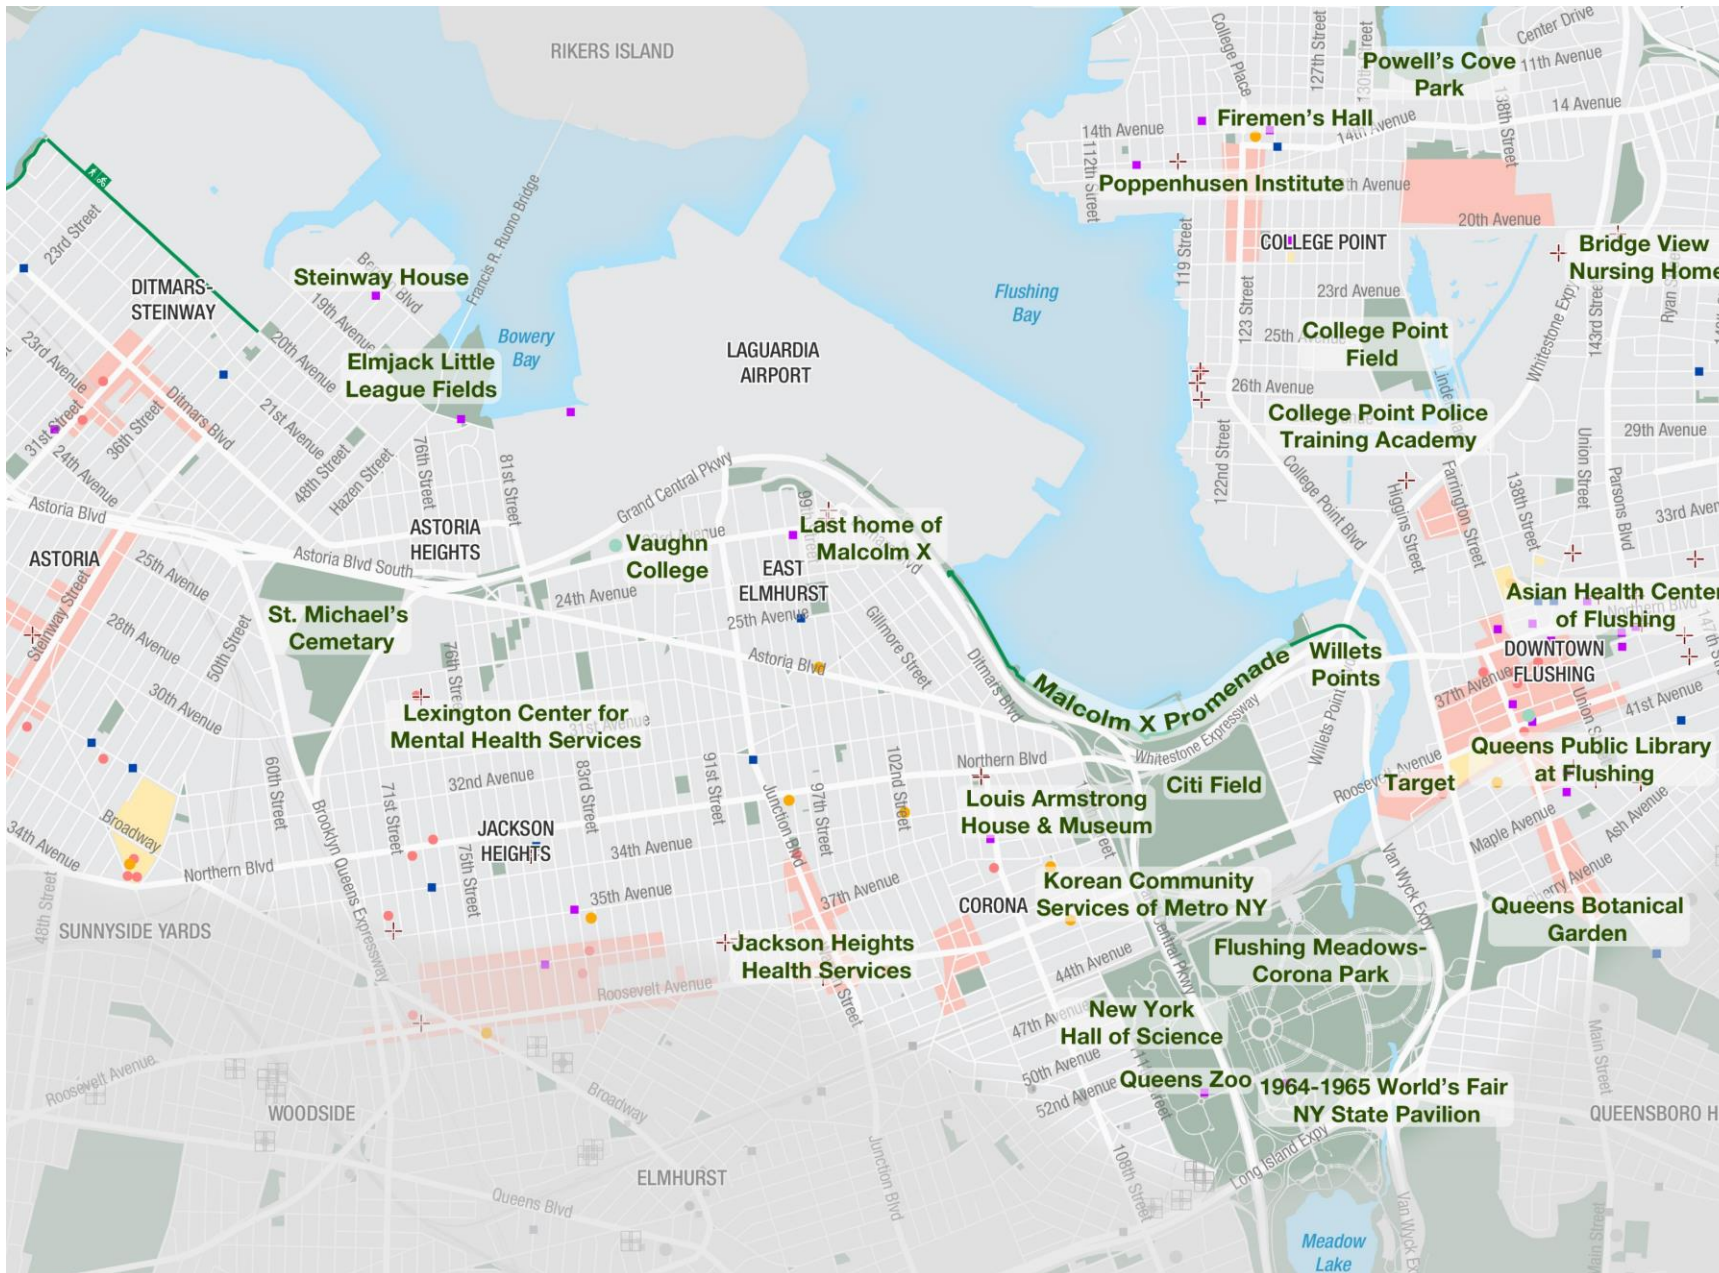 RIKERS ISLAND
College Place
127th Street
130th Street
Center Drive
Powell's Cove
Park
11th Avenue
14 Avenue
138th Street
Firemen's Hall
14th Avenue
14th Avenue
112th Street
Poppenhusen Institute
20th Avenue
119 Street
COLLEGE POINT
Bridge View
Nursing Home
Francis R. Ruono Bridge
23rd Street
DITMARS-
STEINWAY
Steinway House
19th Avenue
20th Avenue
Bowery
Bay
Flushing
Bay
LAGUARDIA
AIRPORT
Elmjack Little
League Fields
23rd Avenue
123 Street
23rd Avenue
College Point
Field
143rd Street
Whitestone Expy
26th Avenue
College Point Police
Training Academy
122nd Street
College Point Blvd
29th Avenue
Union Street
Parsons Blvd
31st Street
24th Avenue
36th Street
Ditmars Blvd
21st Avenue
48th Street
Hazen Street
76th Street
81st Street
Grand Central Pkwy
Higgins Street
Farrington Street
138th Street
Astoria Blvd
ASTORIA
HEIGHTS
ASTORIA
25th Avenue
Astoria Blvd South
Vaughn
College
Last home of
Malcolm X
EAST
ELMHURST
24th Avenue
25th Avenue
Gillmore Street
Steinway Street
28th Avenue
50th Street
St. Michael's
Cemetary
Astoria Blvd
Ditmars Blvd
Malcolm X Promenade
Willets
Points
Asian Health Center
of Flushing
Northern Blvd
DOWNTOWN
FLUSHING
37th Avenue
41st Avenue
30th Avenue
Lexington Center for
Mental Health Services
31st Avenue
Whitestone Expressway
Queens Public Library
at Flushing
60th Street
32nd Avenue
71st Street
83rd Street
91st Street
Junction Blvd
97th Street
102nd Street
Northern Blvd
Citi Field
Roosevelt Avenue
Target
Louis Armstrong
House & Museum
Maple Avenue
Ash Avenue
Broadway
34th Avenue
Northern Blvd
JACKSON
HEIGHTS
34th Avenue
35th Avenue
75th Street
37th Avenue
Brooklyn Queens Expressway
48th Street
SUNNYSIDE YARDS
Korean Community
Services of Metro NY
CORONA
Van Wyck Expy
Cherry Avenue
Queens Botanical
Garden
Jackson Heights
Health Services
44th Avenue
Flushing Meadows-
Corona Park
Roosevelt Avenue
47th Avenue
New York
Hall of Science
50th Avenue
52nd Avenue
Queens Zoo
1964-1965 World's Fair
NY State Pavilion
Main Street
QUEENSBORO H
Roosevelt Avenue
WOODSIDE
Broadway
ELMHURST
Queens Blvd
Junction Blvd
108th Street
Long Island Expy
Van Wyck Ex
Main Street
Meadow
Lake